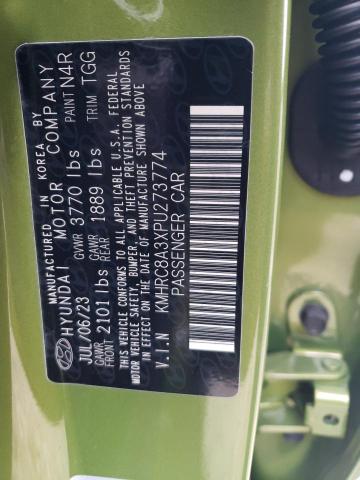 MANUFACTURED IN KOREA BY
HYUNDAI MOTOR COMPANY
JUL/06/23 GVWR 3770 lbs PAINT N4R
GAWR FRONT 2101 lbs GAWR REAR 1889 lbs TRIM TGG
THIS VEHICLE CONFORMS TO ALL APPLICABLE U.S.A. FEDERAL
MOTOR VEHICLE SAFETY, BUMPER, AND THEFT PREVENTION STANDARDS
IN EFFECT ON THE DATE OF MANUFACTURE SHOWN ABOVE
V.I.N KMHRC8A3XPU273774
PASSENGER CAR